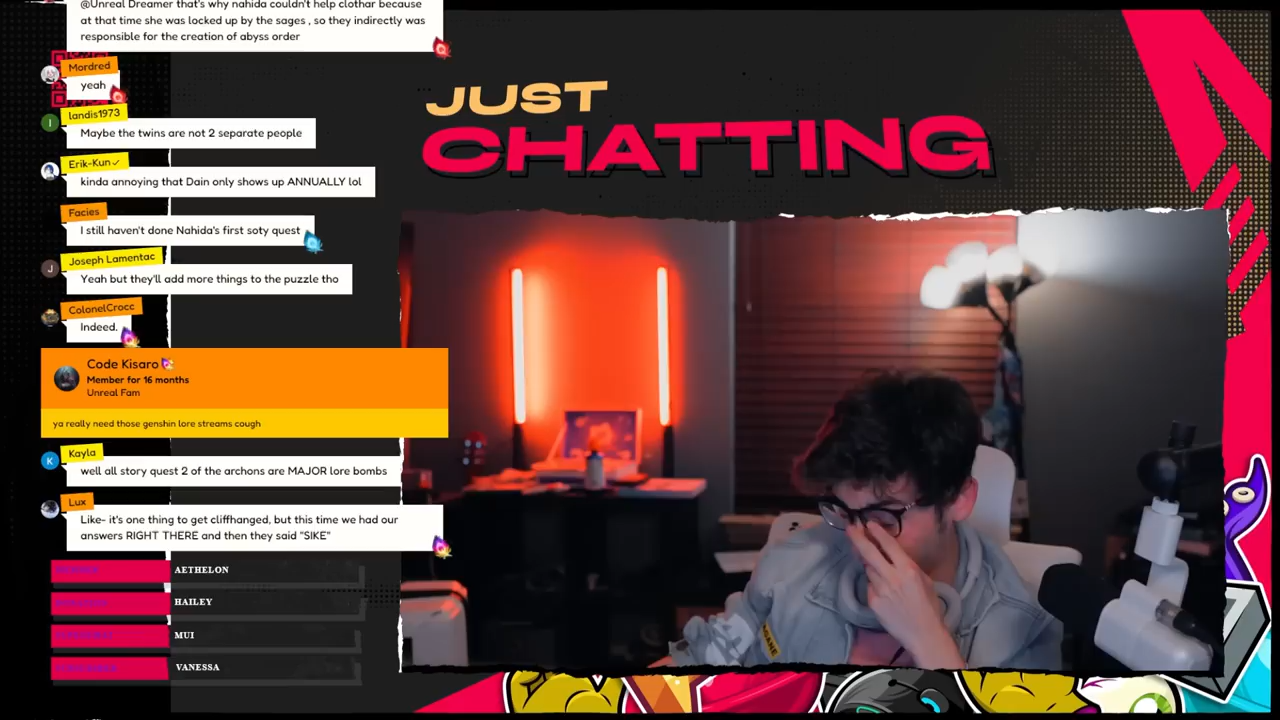 @Unreal Dreamer that's why nahida couldn't help clothar because
at that time she was locked up by the sages , so they indirectly was
responsible for the creation of abyss order
Mordred
yeah
landis1973
Maybe the twins are not 2 separate people
Erik-Kun✓
kinda annoying that Dain only shows up ANNUALLY lol
Facies
I still haven't done Nahida's first soty quest
Joseph Lamentac
Yeah but they'll add more things to the puzzle tho
ColonelCrocc
Indeed.
Code Kisaro
Member for 16 months
Unreal Fam
ya really need those genshin lore streams cough
Kayla
well all story quest 2 of the archons are MAJOR lore bombs
Lux
Like- it's one thing to get cliffhanged, but this time we had our
answers RIGHT THERE and then they said "SIKE"
AETHELON
HAILEY
MUI
VANESSA
JUST
CHATTING